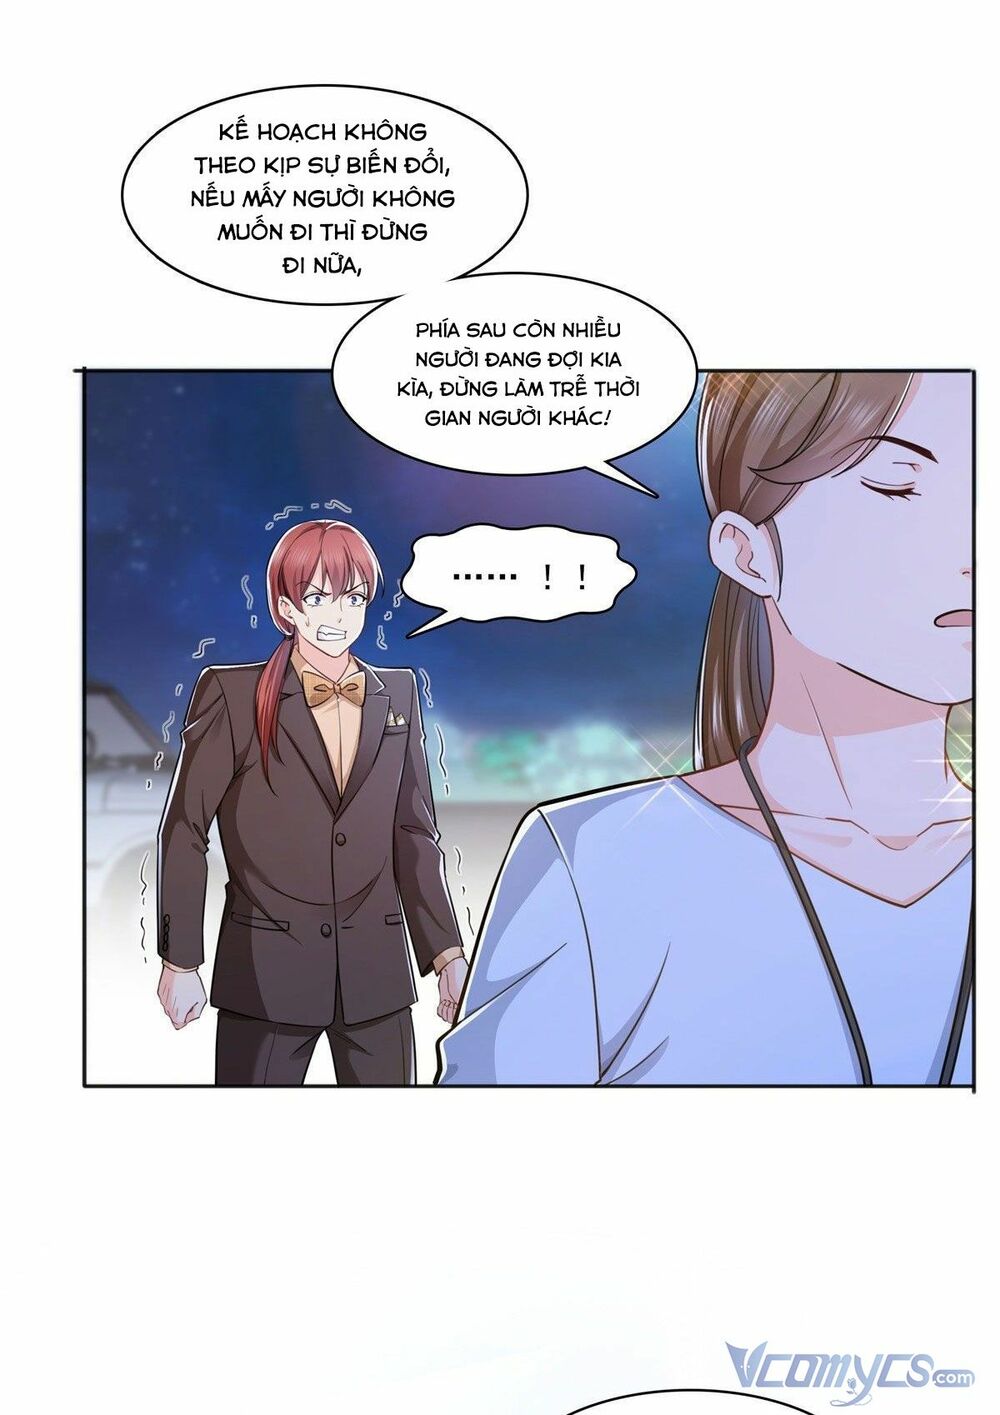 KẾ HOẠCH KHÔNG
THEO KỊP SỰ BIẾN ĐỔI,
NẾU MẤY NGƯỜI KHÔNG
MUỐN ĐI THÌ ĐỪNG
ĐI NỮA,
PHÍA SAU CÒN NHIỀU
NGƯỜI ĐANG ĐỢI KIA
KÌA, ĐỪNG LÀM TRỄ THỜI
GIAN NGƯỜI KHÁC!
······· ! !
VCOMYCS.com